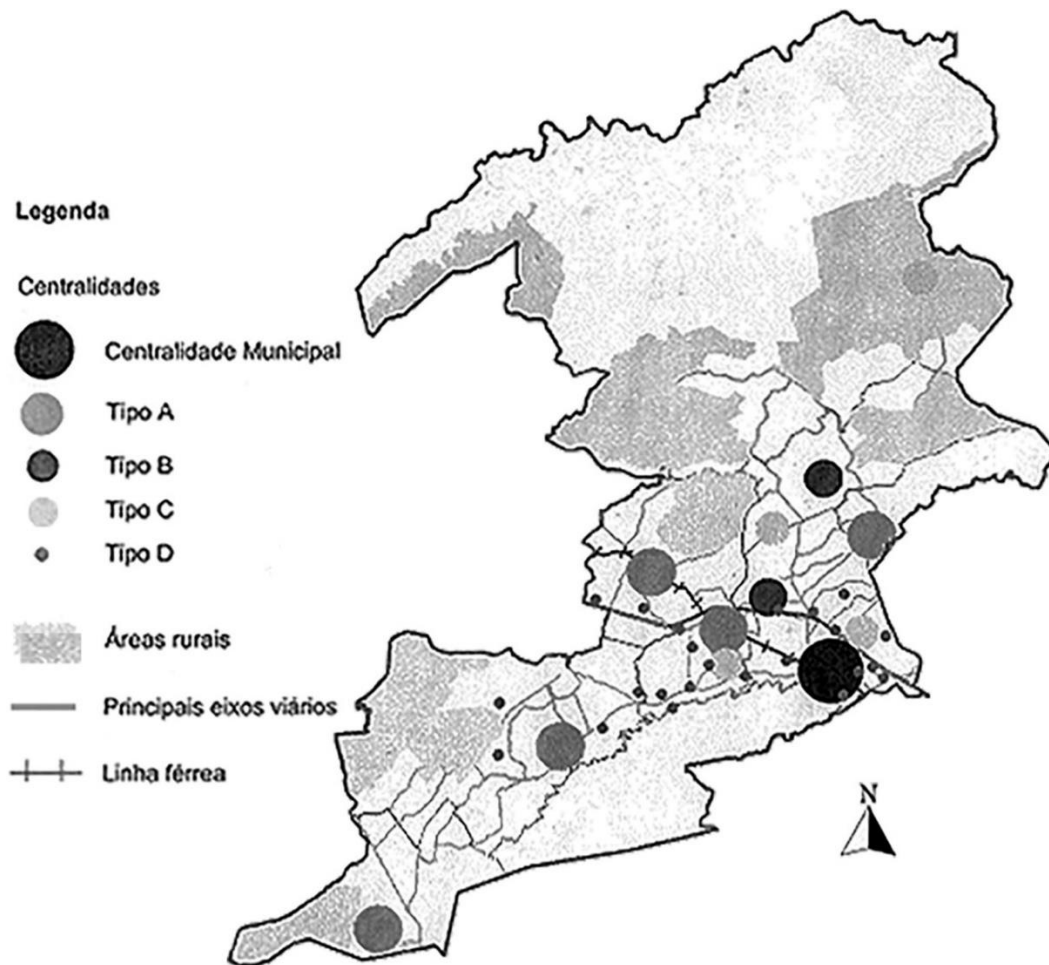 Legenda
Centralidades
Centralidade Municipal
Tipo A
Tipo B
Tipo C
Tipo D
Áreas rurais
Principais eixos viários
Linha férrea
N